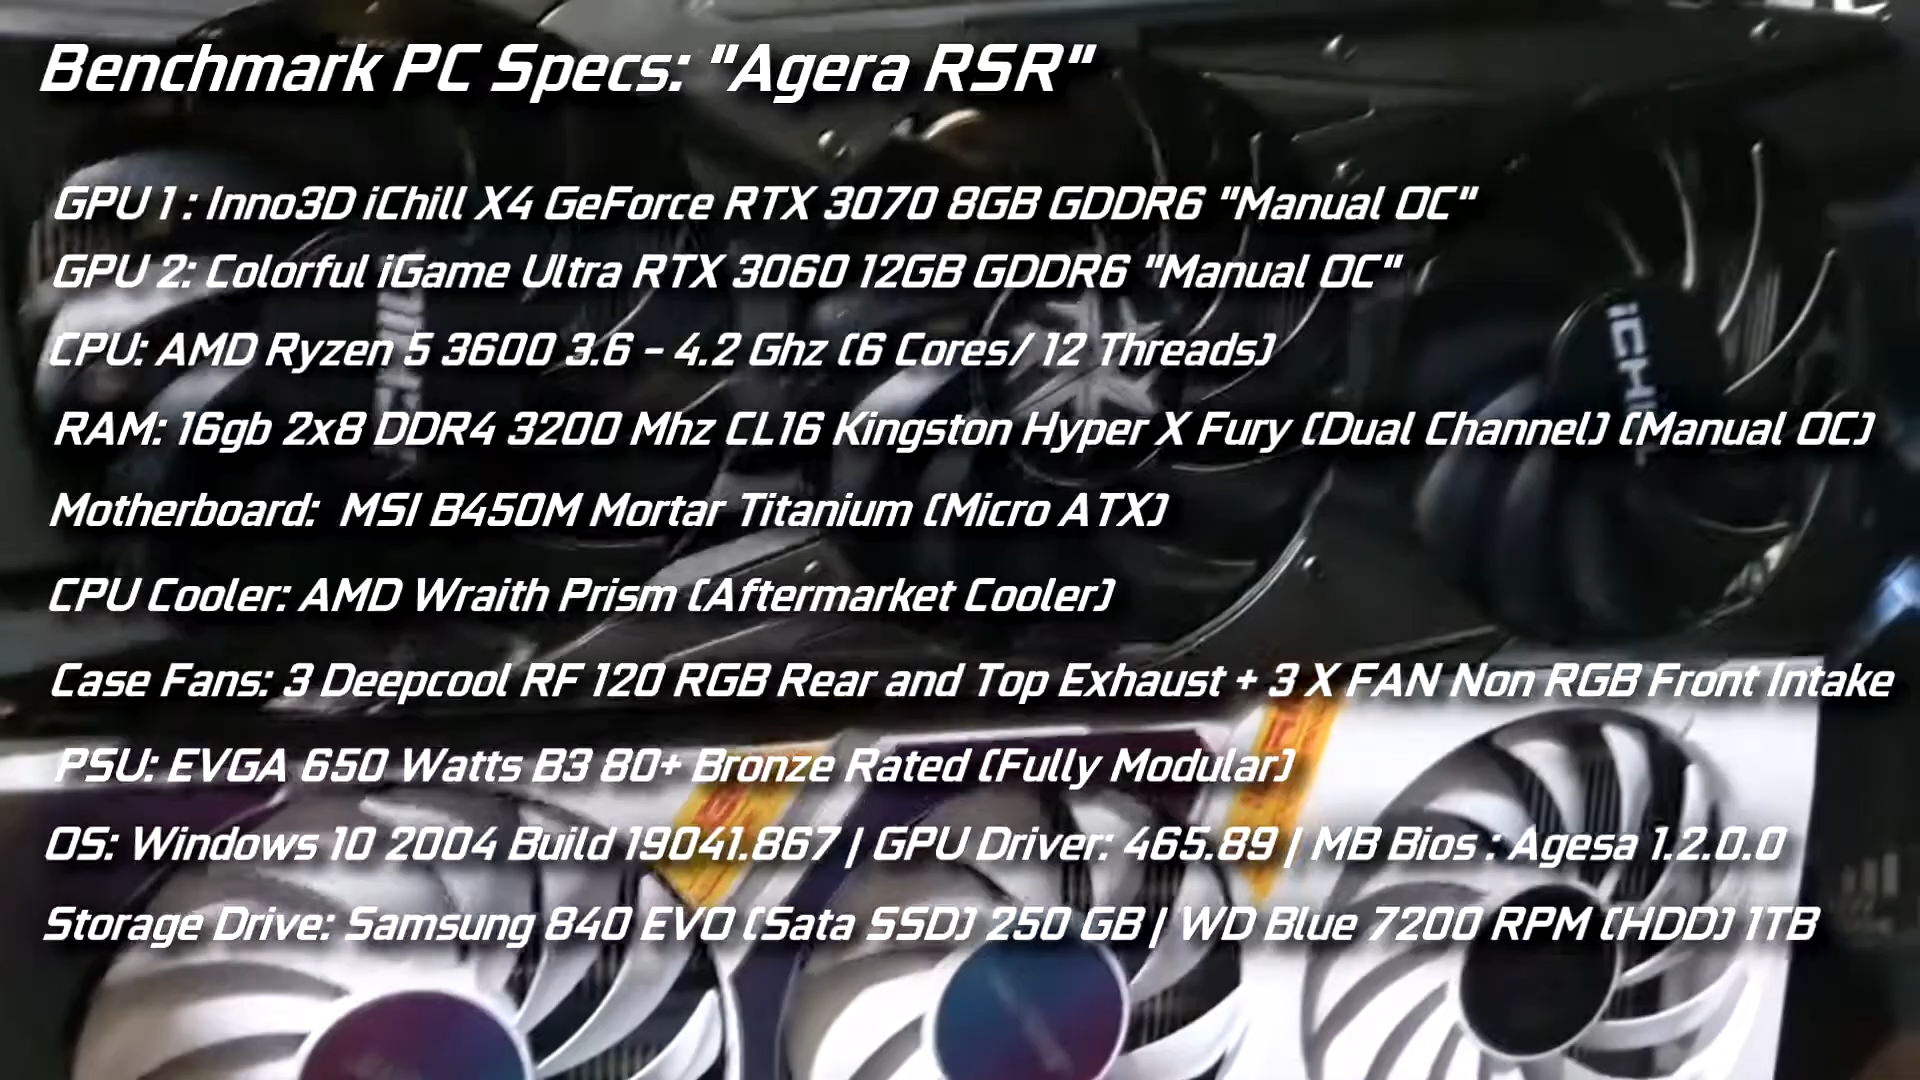 Benchmark PC Specs: "Agera RSR"
GPU 1 : Inno3D iChill X4 GeForce RTX 3070 8GB GDDR6 "Manual OC"
GPU 2: Colorful iGame Ultra RTX 3060 12GB GDDR6 "Manual OC"
CPU: AMD Ryzen 5 3600 3.6 - 4.2 Ghz (6 Cores/ 12 Threads)
RAM: 16gb 2x8 DDR4 3200 Mhz CL16 Kingston Hyper X Fury (Dual Channel) (Manual OC)
Motherboard: MSI B450M Mortar Titanium (Micro ATX)
CPU Cooler: AMD Wraith Prism (Aftermarket Cooler)
Case Fans: 3 Deepcool RF 120 RGB Rear and Top Exhaust + 3 X FAN Non RGB Front Intake
PSU: EVGA 650 Watts B3 80+ Bronze Rated (Fully Modular)
OS: Windows 10 2004 Build 19041.867 | GPU Driver: 465.89 | MB Bios : Agesa 1.2.0.0
Storage Drive: Samsung 840 EVO (Sata SSD) 250 GB | WD Blue 7200 RPM (HDD) 1TB
iCHILL